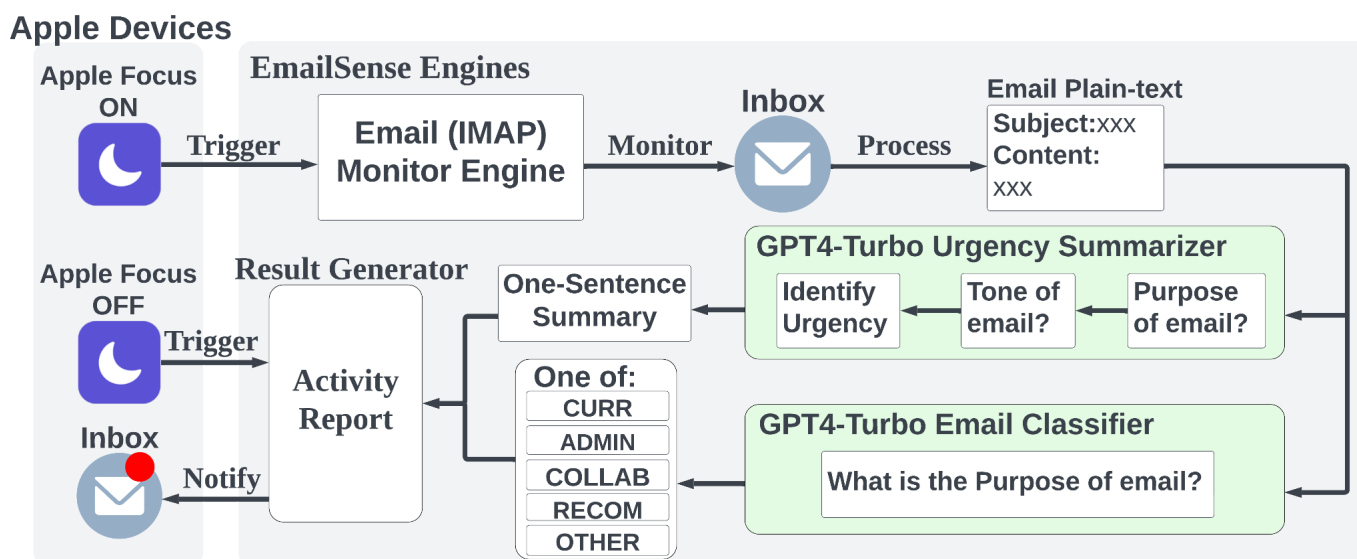 Apple Devices
Apple Focus
ON
EmailSense Engines
Trigger
Email (IMAP)
Monitor Engine
Monitor
Inbox
Process
Email Plain-text
Subject:xxx
Content:
xxx
GPT4-Turbo Urgency Summarizer
Purpose
of email?
Tone of
email?
Identify
Urgency
One-Sentence
Summary
GPT4-Turbo Email Classifier
What is the Purpose of email?
One of:
CURR
ADMIN
COLLAB
RECOM
OTHER
Result Generator
Activity
Report
Apple Focus
OFF
Trigger
Inbox
Notify